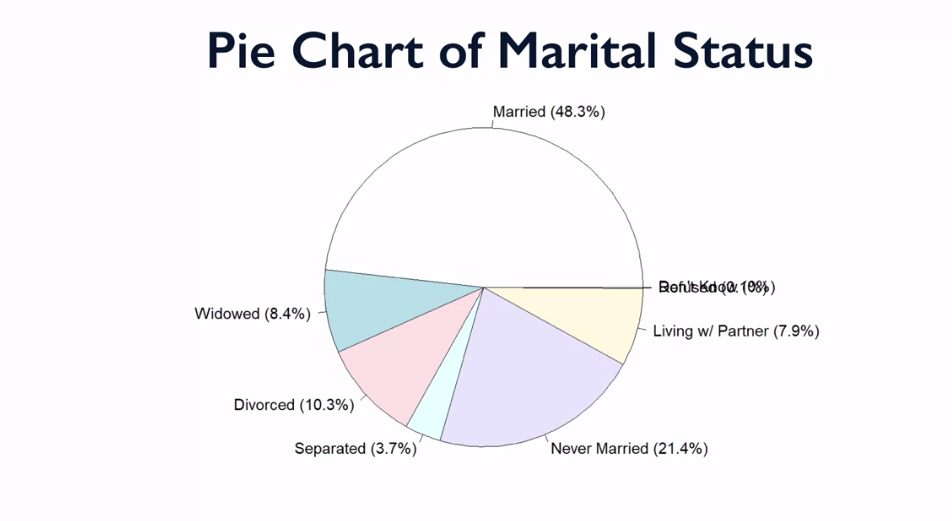 Pie Chart of Marital Status
Married (48.3%)
Widowed (8.4%)
Living w/ Partner (7.9%)
Divorced (10.3%)
Separated (3.7%)
Never Married (21.4%)